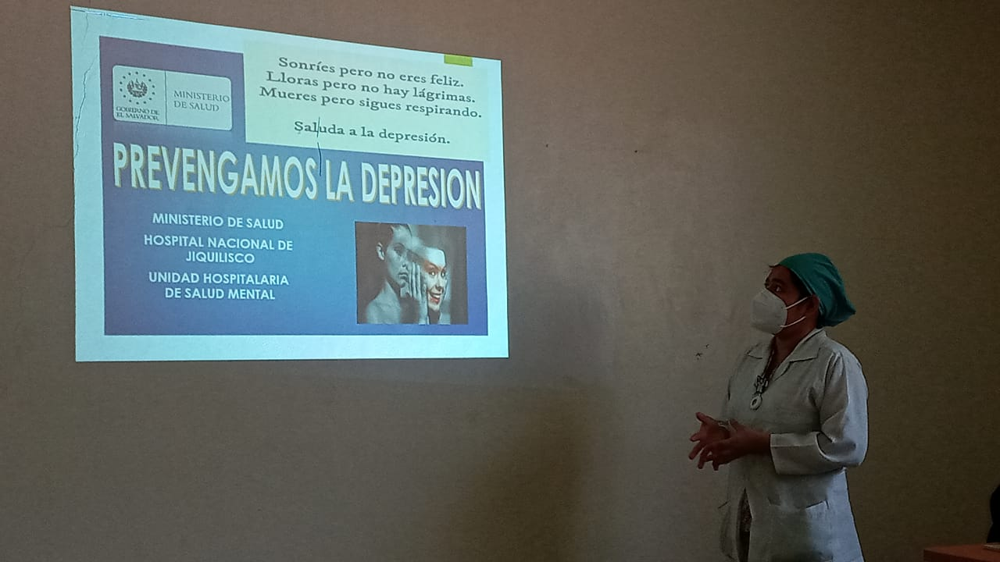 GOBIERNO DE
EL SALVADOR
MINISTERIO
DE SALUD
Sonríes pero no eres feliz.
Lloras pero no hay lágrimas.
Mueres pero sigues respirando.
Saluda a la depresión.
PREVENGAMOS LA DEPRESION
MINISTERIO DE SALUD
HOSPITAL NACIONAL DE
JIQUILISCO
UNIDAD HOSPITALARIA
DE SALUD MENTAL